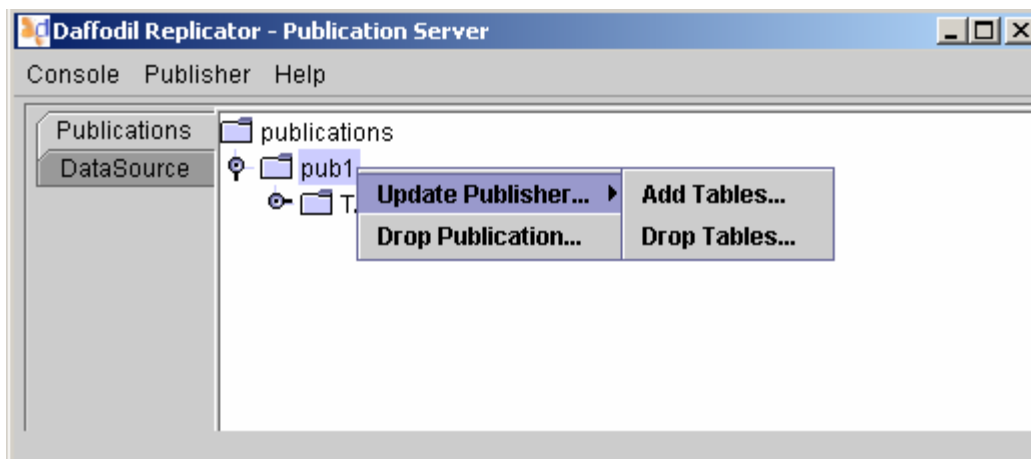 Daffodil Replicator - Publication Server
Console Publisher Help
Publications
DataSource
publications
pub1
Update Publisher...
Drop Publication...
Add Tables...
Drop Tables...